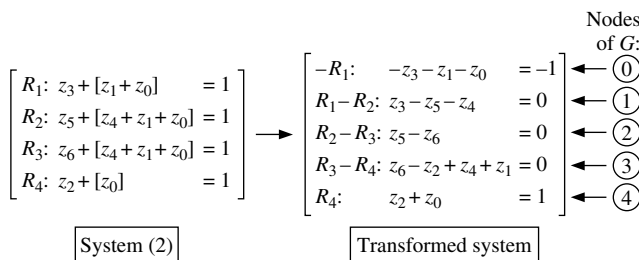 Nodes
of G:
R₁: z₃ + [z₁ + z₀] = 1
R₂: z₅ + [z₄ + z₁ + z₀] = 1
R₃: z₆ + [z₄ + z₁ + z₀] = 1
R₄: z₂ + [z₀] = 1
System (2)
–R₁: –z₃ – z₁ – z₀ = –1
R₁ – R₂: z₃ – z₅ – z₄ = 0
R₂ – R₃: z₅ – z₆ = 0
R₃ – R₄: z₆ – z₂ + z₄ + z₁ = 0
R₄: z₂ + z₀ = 1
Transformed system
0
1
2
3
4